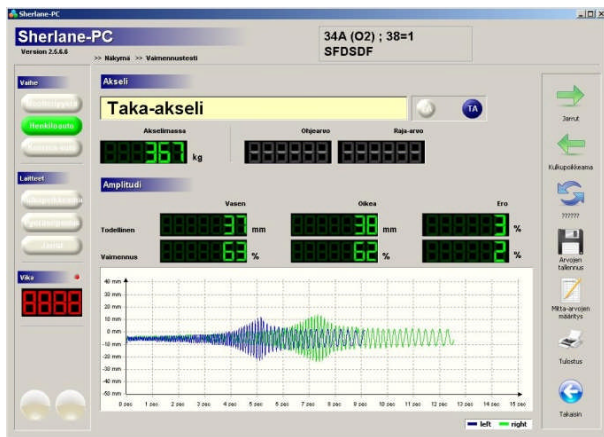 Sherlane-PC
Sherlane-PC
Version 2.5.6.6
>> Näkymä >> Vaimennustesti
34A (O2) ; 38=1
SFDSDF
Vaihe
Henkilöauto
Laitteet
Jarrut
Vika
8888
Akseli
Taka-akseli
TA
Akselimassa
Ohjearvo
Raja-arvo
367 kg
Amplitudi
Vasen
Oikea
Ero
Todellinen 37 mm 38 mm 3 %
Vaimennus 63 % 62 % 2 %
40 mm
30 mm
20 mm
10 mm
0 mm
-10 mm
-20 mm
-30 mm
-40 mm
-50 mm
0 sec 1 sec 2 sec 3 sec 4 sec 5 sec 6 sec 7 sec 8 sec 9 sec 10 sec 11 sec 12 sec 13 sec 14 sec 15 sec
left right
Jarrut
Kulkupoikkeama
??????
Arvojen
tallennus
Mitta-arvojen
määritys
Tulostus
Takaisin